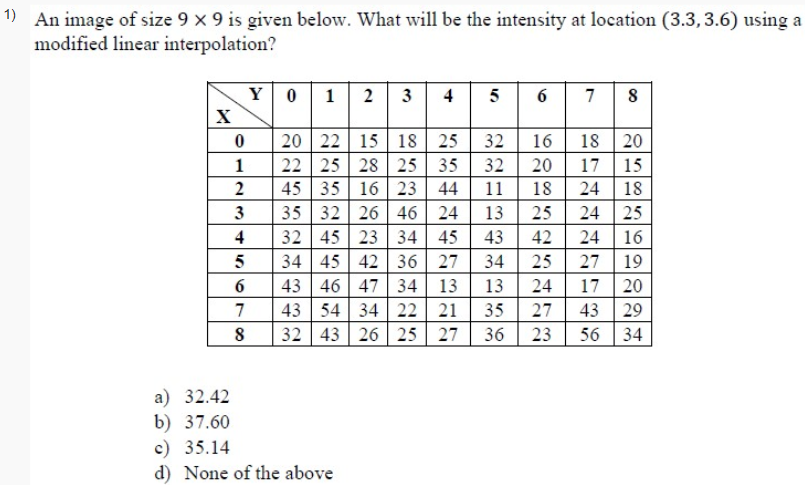 1) An image of size 9 × 9 is given below. What will be the intensity at location (3.3, 3.6) using a
modified linear interpolation?
Y 0 1 2 3 4 5 6 7 8
X
0 20 22 15 18 25 32 16 18 20
1 22 25 28 25 35 32 20 17 15
2 45 35 16 23 44 11 18 24 18
3 35 32 26 46 24 13 25 24 25
4 32 45 23 34 45 43 42 24 16
5 34 45 42 36 27 34 25 27 19
6 43 46 47 34 13 13 24 17 20
7 43 54 34 22 21 35 27 43 29
8 32 43 26 25 27 36 23 56 34
a) 32.42
b) 37.60
c) 35.14
d) None of the above